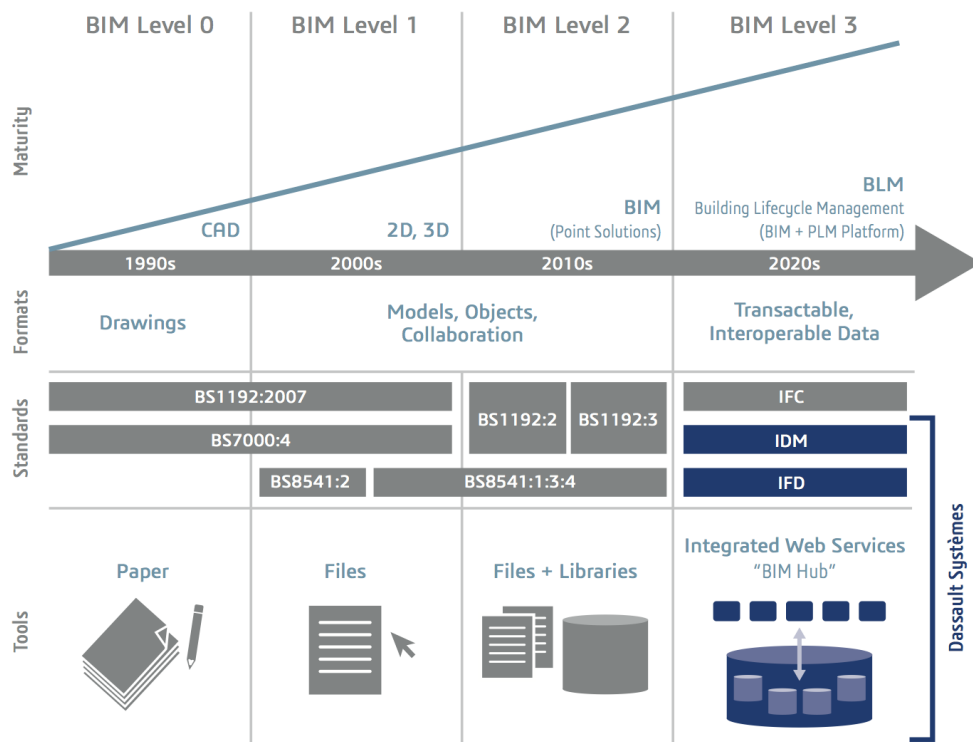 BIM Level 0
BIM Level 1
BIM Level 2
BIM Level 3
Maturity
CAD
2D, 3D
BIM
(Point Solutions)
BLM
Building Lifecycle Management
(BIM + PLM Platform)
1990s
2000s
2010s
2020s
Formats
Drawings
Models, Objects,
Collaboration
Transactable,
Interoperable Data
Standards
BS1192:2007
BS7000:4
BS8541:2
BS8541:1:3:4
BS1192:2
BS1192:3
IFC
IDM
IFD
Tools
Paper
Files
Files + Libraries
Integrated Web Services
“BIM Hub”
Dassault Systèmes